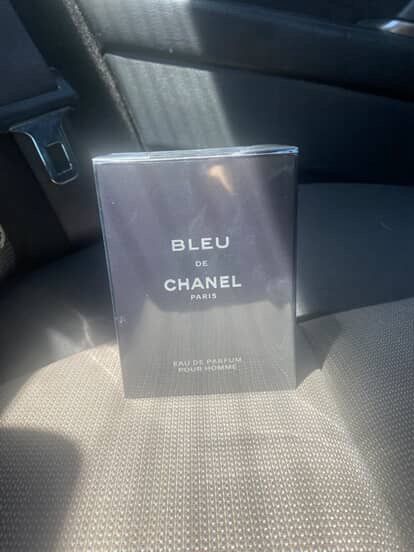 BLEU
DE
CHANEL
PARIS
EAU DE PARFUM
POUR HOMME